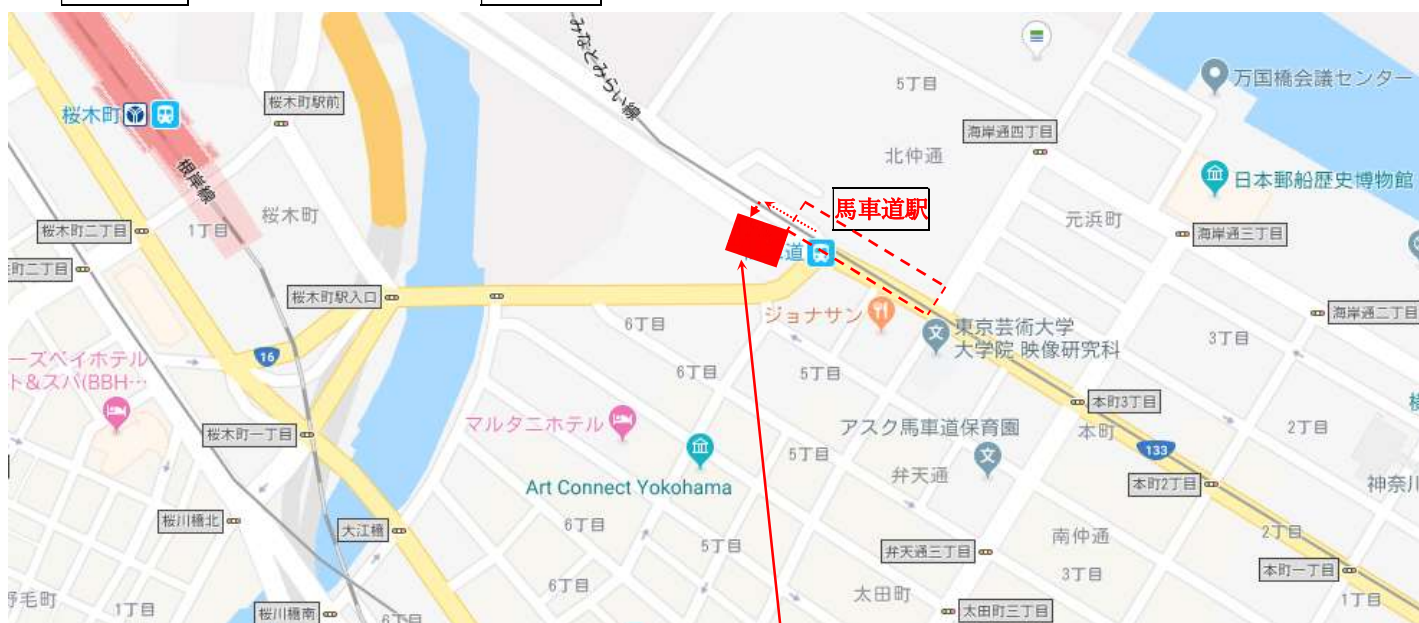 みなとみらい線
5丁目
万国橋会議センター
桜木町駅前
桜木町
海岸通四丁目
北仲通
根岸線
日本郵船歴史博物館
馬車道駅
桜木町
元浜町
桜木町二丁目
1丁目
海岸通三丁目
道
町二丁目
桜木町駅入口
ジョナサン
海岸通二丁目
6丁目
東京芸術大学
大学院 映像研究科
3丁目
16
ーズベイホテル
ト&スパ(BBH…
6丁目
5丁目
本町3丁目
マルタニホテル
アスク馬車道保育園
本町
2丁目
桜木町一丁目
133
5丁目
弁天通
本町2丁目
神奈川
Art Connect Yokohama
桜川橋北
大江橋
6丁目
5丁目
弁天通三丁目
南仲通
2丁目
3丁目
本町一丁目
6丁目
太田町
1丁目
野毛町
1丁目
桜川橋南
6丁目
太田町三丁目